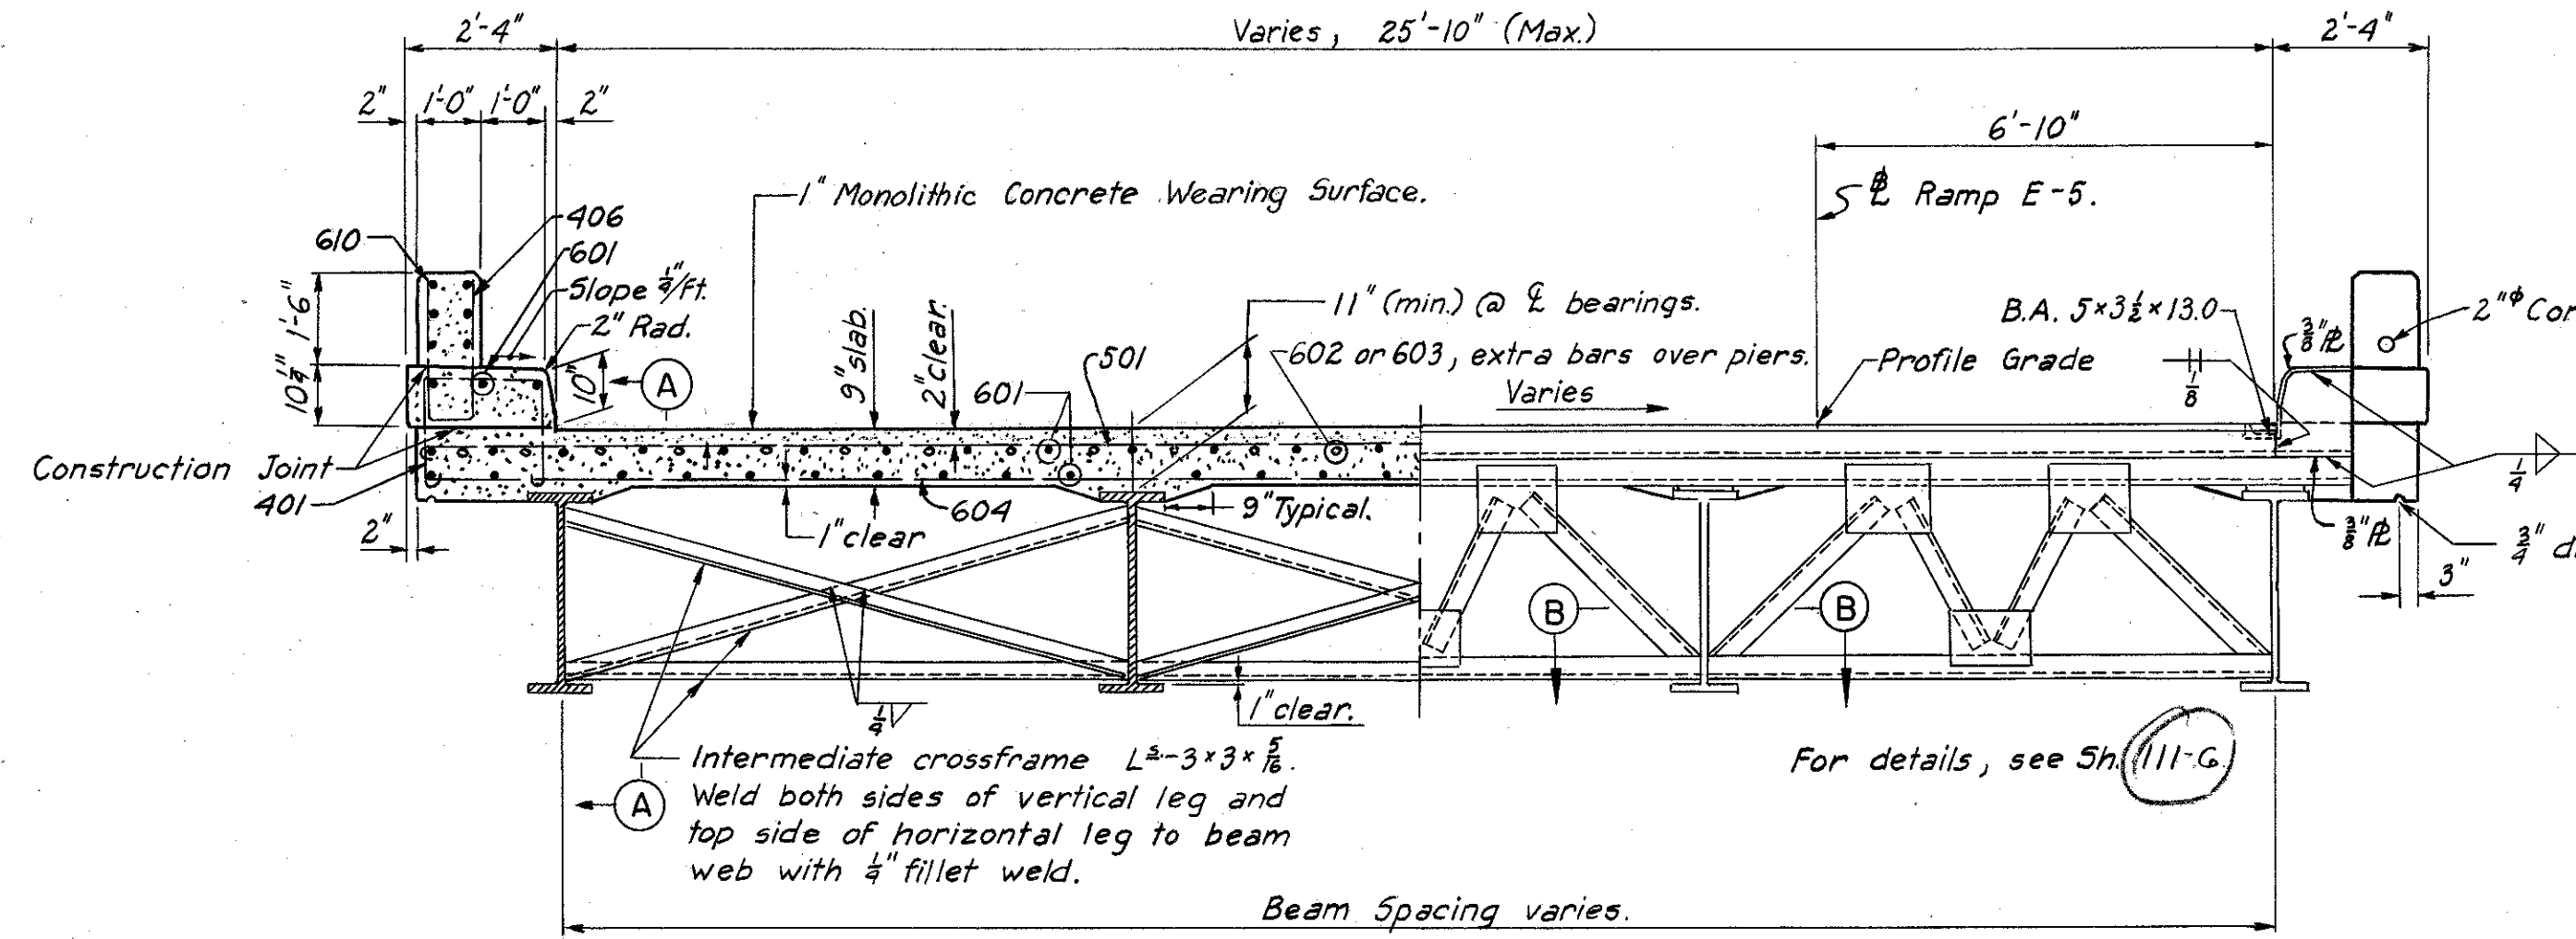 2'-4"
Varies, 25'-10" (Max.)
2'-4"
2" 1'-0" 1'-0" 2"
6'-10"
1" Monolithic Concrete Wearing Surface.
Ramp E-5.
406
610
601
Slope 1/4"/ft.
2" Rad.
1'-6"
10 1/4"
10"
A
9" slab.
2" clear.
11" (min.) @ ℄ bearings.
602 or 603, extra bars over piers.
501
601
Varies
B.A. 5×3½×13.0
Profile Grade
3/8" ℙL
2"φ Con
1/8
1/4
Construction Joint
401
2"
604
1" clear
9" Typical.
3/8" ℙL
3/4" d
3"
B
B
1/4
1" clear.
Intermediate crossframe Ls-3×3×5/16.
Weld both sides of vertical leg and
top side of horizontal leg to beam
web with 1/4" fillet weld.
A
For details, see Sh. 111-G.
Beam Spacing varies.